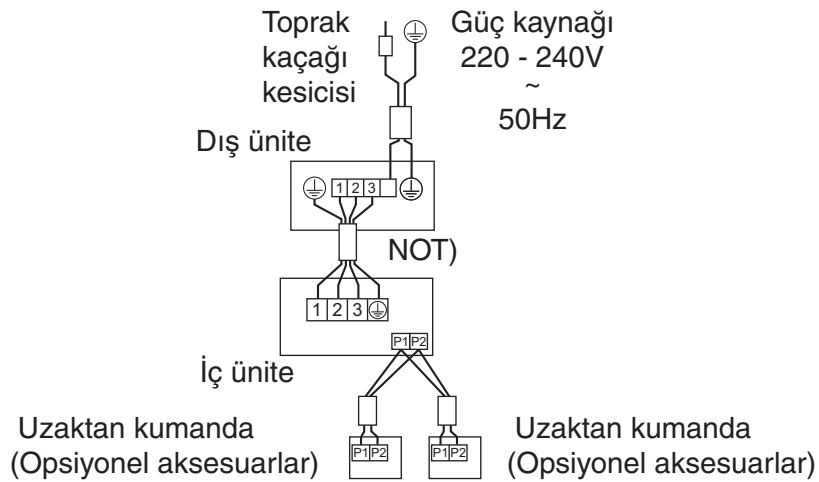 Toprak
kaçağı
kesicisi
Güç kaynağı
220 - 240V
~
50Hz
Dış ünite
1 2 3
NOT)
1 2 3
P1 P2
İç ünite
Uzaktan kumanda
(Opsiyonel aksesuarlar)
P1 P2
P1 P2
Uzaktan kumanda
(Opsiyonel aksesuarlar)